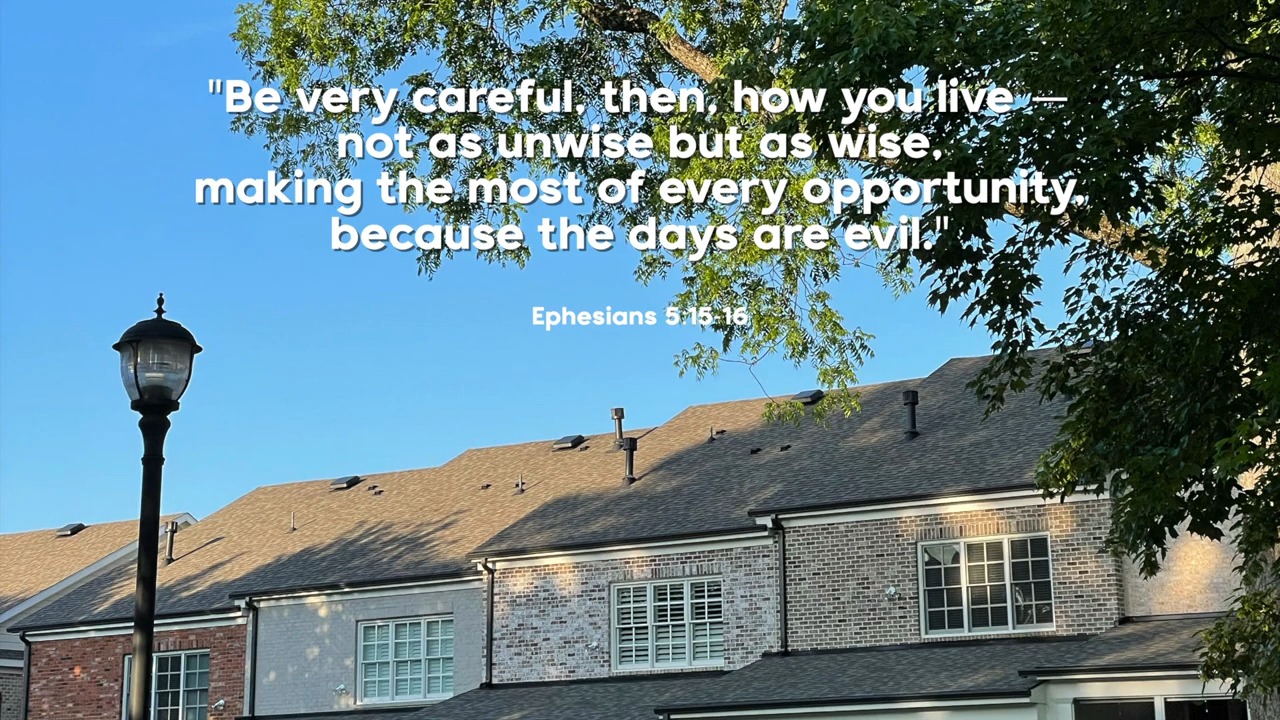 "Be very careful, then, how you live —
not as unwise but as wise,
making the most of every opportunity,
because the days are evil."
Ephesians 5:15-16